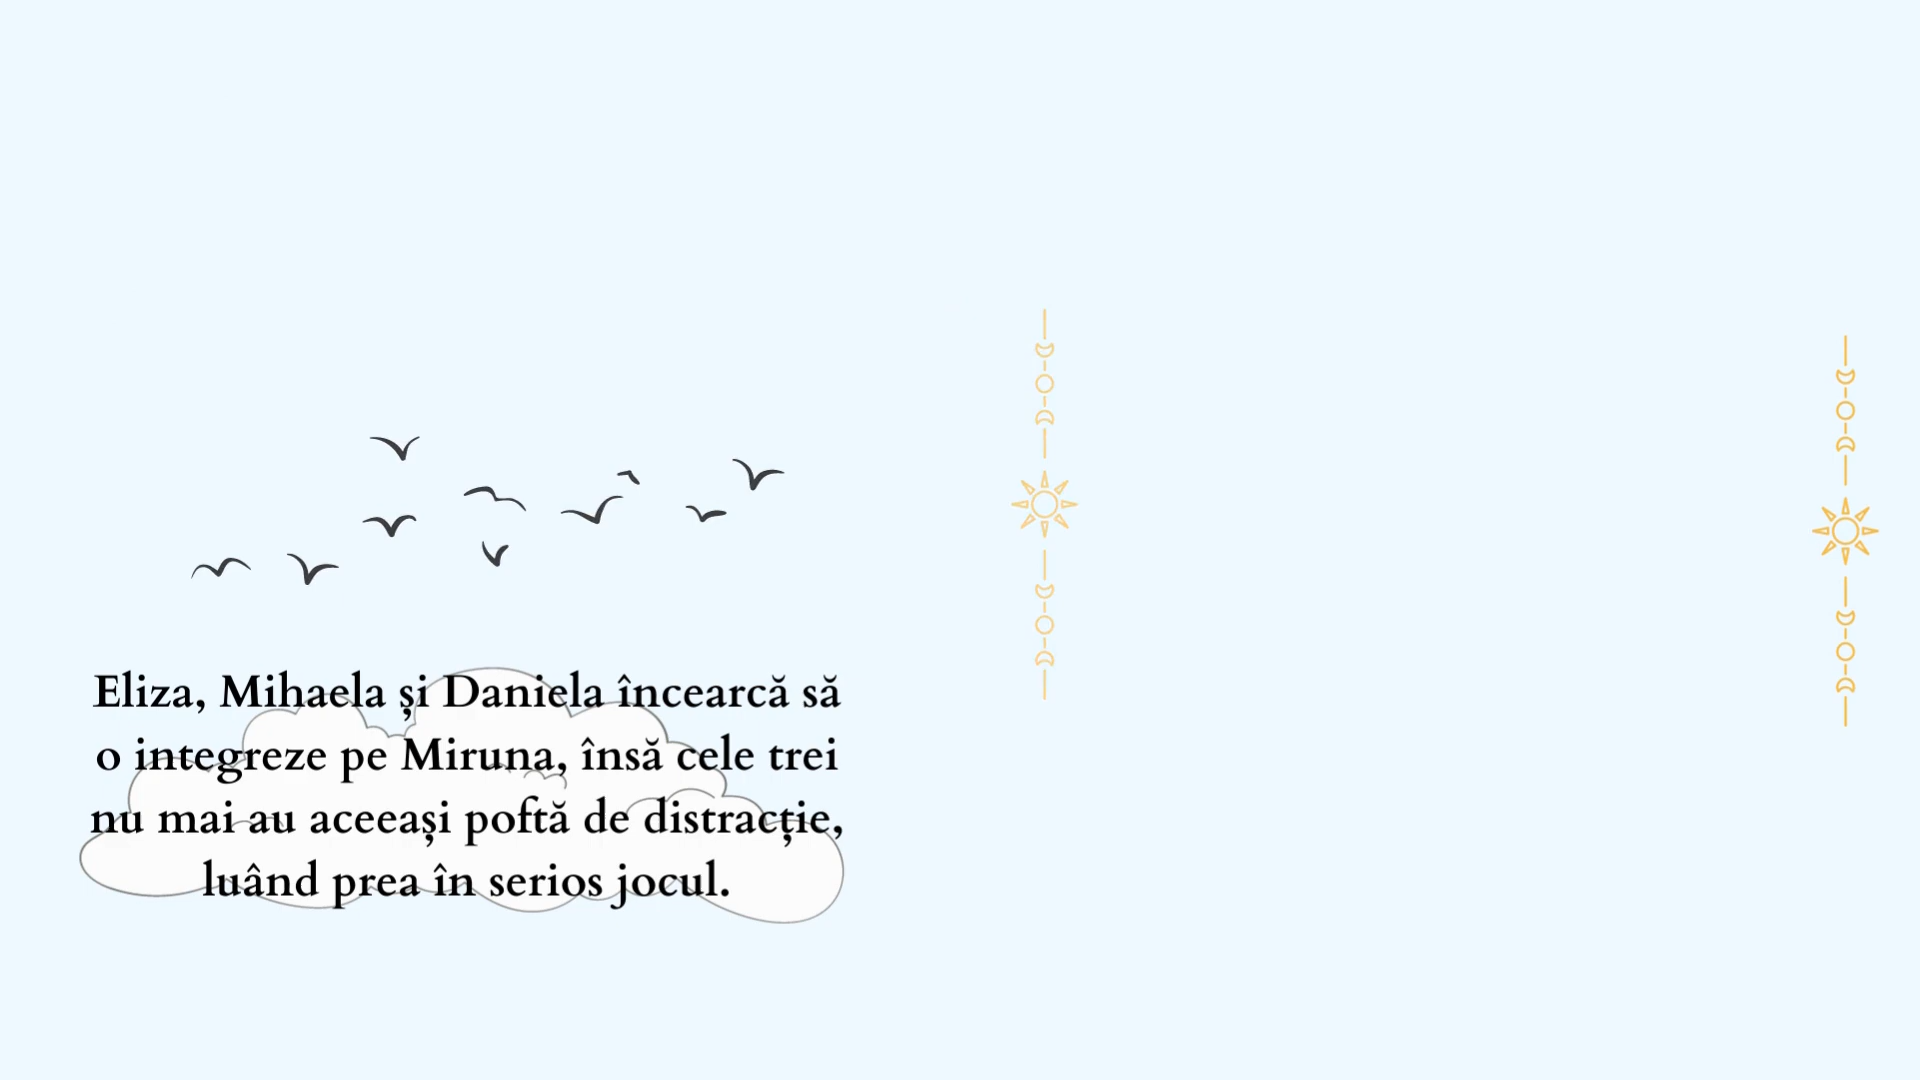 Eliza, Mihaela și Daniela încearcă să
o integreze pe Miruna, însă cele trei
nu mai au aceeași poftă de distracție,
luând prea în serios jocul.